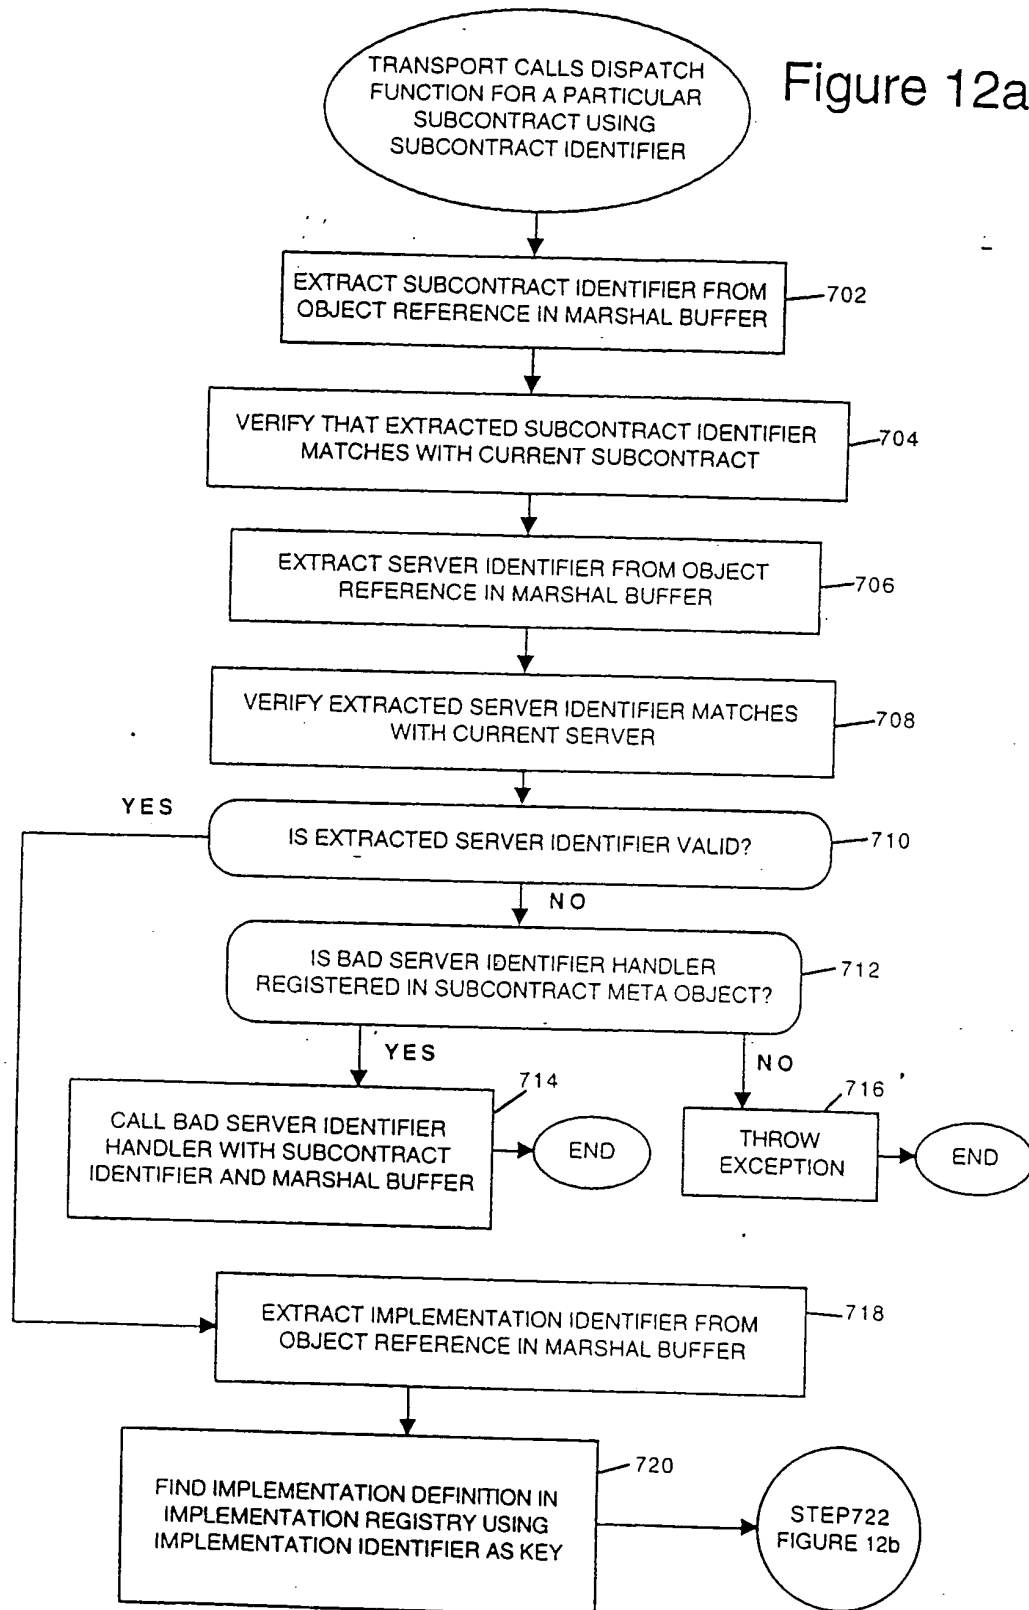 Figure 12a
TRANSPORT CALLS DISPATCH
FUNCTION FOR A PARTICULAR
SUBCONTRACT USING
SUBCONTRACT IDENTIFIER
EXTRACT SUBCONTRACT IDENTIFIER FROM
OBJECT REFERENCE IN MARSHAL BUFFER
702
VERIFY THAT EXTRACTED SUBCONTRACT IDENTIFIER
MATCHES WITH CURRENT SUBCONTRACT
704
EXTRACT SERVER IDENTIFIER FROM OBJECT
REFERENCE IN MARSHAL BUFFER
706
VERIFY EXTRACTED SERVER IDENTIFIER MATCHES
WITH CURRENT SERVER
708
YES
IS EXTRACTED SERVER IDENTIFIER VALID?
710
NO
IS BAD SERVER IDENTIFIER HANDLER
REGISTERED IN SUBCONTRACT META OBJECT?
712
YES
NO
714
CALL BAD SERVER IDENTIFIER
HANDLER WITH SUBCONTRACT
IDENTIFIER AND MARSHAL BUFFER
END
716
THROW
EXCEPTION
END
EXTRACT IMPLEMENTATION IDENTIFIER FROM
OBJECT REFERENCE IN MARSHAL BUFFER
718
FIND IMPLEMENTATION DEFINITION IN
IMPLEMENTATION REGISTRY USING
IMPLEMENTATION IDENTIFIER AS KEY
720
STEP722
FIGURE 12b